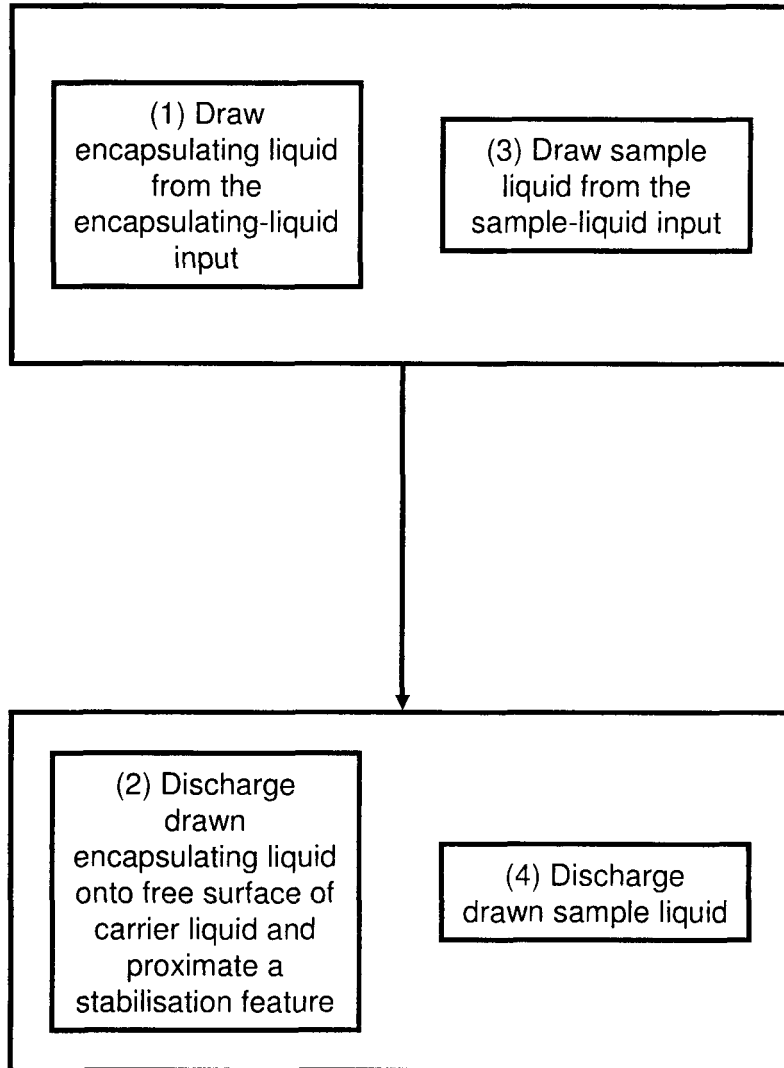 (1) Draw
encapsulating liquid
from the
encapsulating-liquid
input
(3) Draw sample
liquid from the
sample-liquid input
(2) Discharge
drawn
encapsulating liquid
onto free surface of
carrier liquid and
proximate a
stabilisation feature
(4) Discharge
drawn sample liquid